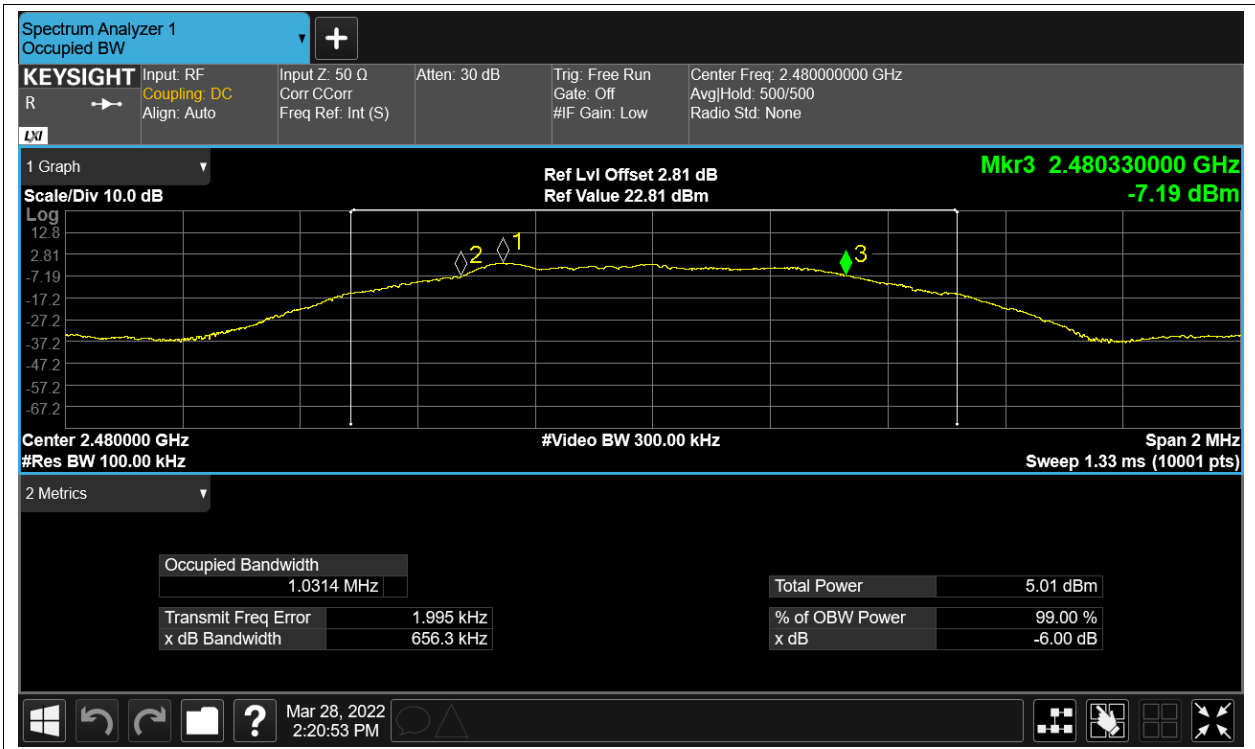 Spectrum Analyzer 1
Occupied BW
KEYSIGHT
R
LXI
Input: RF
Coupling: DC
Align: Auto
Input Z: 50 Ω
Corr CCorr
Freq Ref: Int (S)
Atten: 30 dB
Trig: Free Run
Gate: Off
#IF Gain: Low
Center Freq: 2.480000000 GHz
Avg|Hold: 500/500
Radio Std: None
1 Graph
Scale/Div 10.0 dB
Ref Lvl Offset 2.81 dB
Ref Value 22.81 dBm
Mkr3 2.480330000 GHz
-7.19 dBm
Log
12.8
2.81
-7.19
-17.2
-27.2
-37.2
-47.2
-57.2
-67.2
2
1
3
Center 2.480000 GHz
#Res BW 100.00 kHz
#Video BW 300.00 kHz
Span 2 MHz
Sweep 1.33 ms (10001 pts)
2 Metrics
Occupied Bandwidth
1.0314 MHz
Transmit Freq Error 1.995 kHz
x dB Bandwidth 656.3 kHz
Total Power 5.01 dBm
% of OBW Power 99.00 %
x dB -6.00 dB
?
Mar 28, 2022
2:20:53 PM